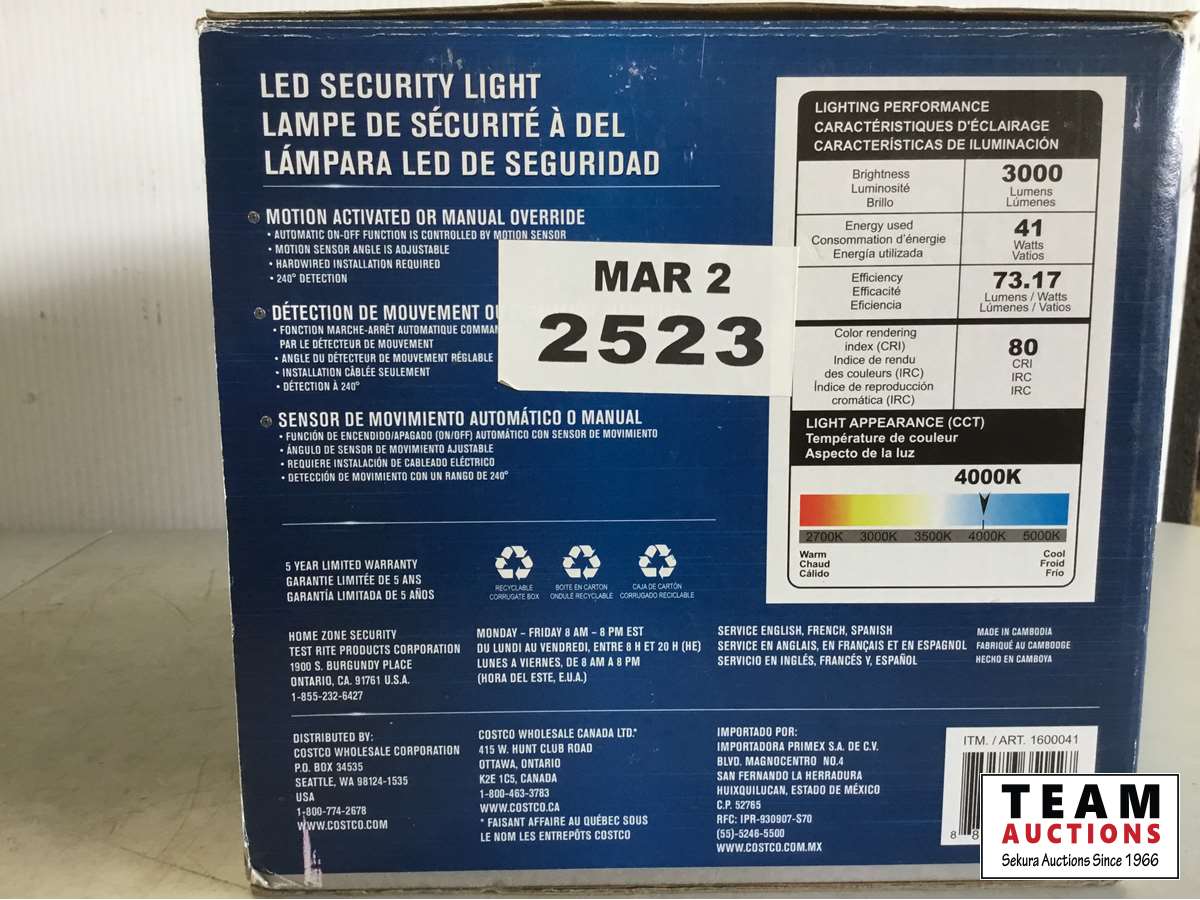 LED SECURITY LIGHT
LAMPE DE SÉCURITÉ À DEL
LÁMPARA LED DE SEGURIDAD
MOTION ACTIVATED OR MANUAL OVERRIDE
• AUTOMATIC ON-OFF FUNCTION IS CONTROLLED BY MOTION SENSOR
• MOTION SENSOR ANGLE IS ADJUSTABLE
• HARDWIRED INSTALLATION REQUIRED
• 240° DETECTION
DÉTECTION DE MOUVEMENT
• FONCTION MARCHE-ARRÊT AUTOMATIQUE
PAR LE DÉTECTEUR DE MOUVEMENT
• ANGLE DU DÉTECTEUR DE MOUVEMENT RÉGLABLE
• INSTALLATION CÂBLÉE SEULEMENT
• DÉTECTION À 240°
SENSOR DE MOVIMIENTO AUTOMÁTICO O MANUAL
• FUNCIÓN DE ENCENDIDO/APAGADO (ON/OFF) AUTOMÁTICO CON SENSOR DE MOVIMIENTO
• ÁNGULO DE SENSOR DE MOVIMIENTO AJUSTABLE
• REQUIERE INSTALACIÓN DE CABLEADO ELÉCTRICO
• DETECCIÓN DE MOVIMIENTO CON UN RANGO DE 240°
MAR 2
2523
LIGHTING PERFORMANCE
CARACTÉRISTIQUES D'ÉCLAIRAGE
CARACTERÍSTICAS DE ILUMINACIÓN
Brightness
Luminosité
Brillo
3000
Lumens
Lúmenes
Energy used
Consommation d'énergie
Energía utilizada
41
Watts
Vatios
Efficiency
Efficacité
Eficiencia
73.17
Lumens / Watts
Lúmenes / Vatios
Color rendering
index (CRI)
Indice de rendu
des couleurs (IRC)
Índice de reproducción
cromática (IRC)
80
CRI
IRC
IRC
LIGHT APPEARANCE (CCT)
Température de couleur
Aspecto de la luz
4000K
2700K 3000K 3500K 4000K 5000K
Warm
Chaud
Cálido
Cool
Froid
Frío
5 YEAR LIMITED WARRANTY
GARANTIE LIMITÉE DE 5 ANS
GARANTÍA LIMITADA DE 5 AÑOS
RECYCLABLE
CORRUGATE BOX
BOITE EN CARTON
ONDULÉ RECYCLABLE
CAJA DE CARTÓN
CORRUGADO RECICLABLE
HOME ZONE SECURITY
TEST RITE PRODUCTS CORPORATION
1900 S. BURGUNDY PLACE
ONTARIO, CA. 91761 U.S.A.
1-855-232-6427
MONDAY - FRIDAY 8 AM - 8 PM EST
DU LUNDI AU VENDREDI, ENTRE 8 H ET 20 H (HE)
LUNES A VIERNES, DE 8 AM A 8 PM
(HORA DEL ESTE, E.U.A.)
SERVICE ENGLISH, FRENCH, SPANISH
SERVICE EN ANGLAIS, EN FRANÇAIS ET EN ESPAGNOL
SERVICIO EN INGLÉS, FRANCÉS Y, ESPAÑOL
MADE IN CAMBODIA
FABRIQUÉ AU CAMBODGE
HECHO EN CAMBOYA
DISTRIBUTED BY:
COSTCO WHOLESALE CORPORATION
P.O. BOX 34535
SEATTLE, WA 98124-1535
USA
1-800-774-2678
WWW.COSTCO.COM
COSTCO WHOLESALE CANADA LTD.*
415 W. HUNT CLUB ROAD
OTTAWA, ONTARIO
K2E 1C5, CANADA
1-800-463-3783
WWW.COSTCO.CA
* FAISANT AFFAIRE AU QUÉBEC SOUS
LE NOM LES ENTREPÔTS COSTCO
IMPORTADO POR:
IMPORTADORA PRIMEX S.A. DE C.V.
BLVD. MAGNOCENTRO NO.4
SAN FERNANDO LA HERRADURA
HUIXQUILUCAN, ESTADO DE MÉXICO
C.P. 52765
RFC: IPR-930907-S70
(55)-5246-5500
WWW.COSTCO.COM.MX
ITM. / ART. 1600041
TEAM
AUCTIONS
Sekura Auctions Since 1966